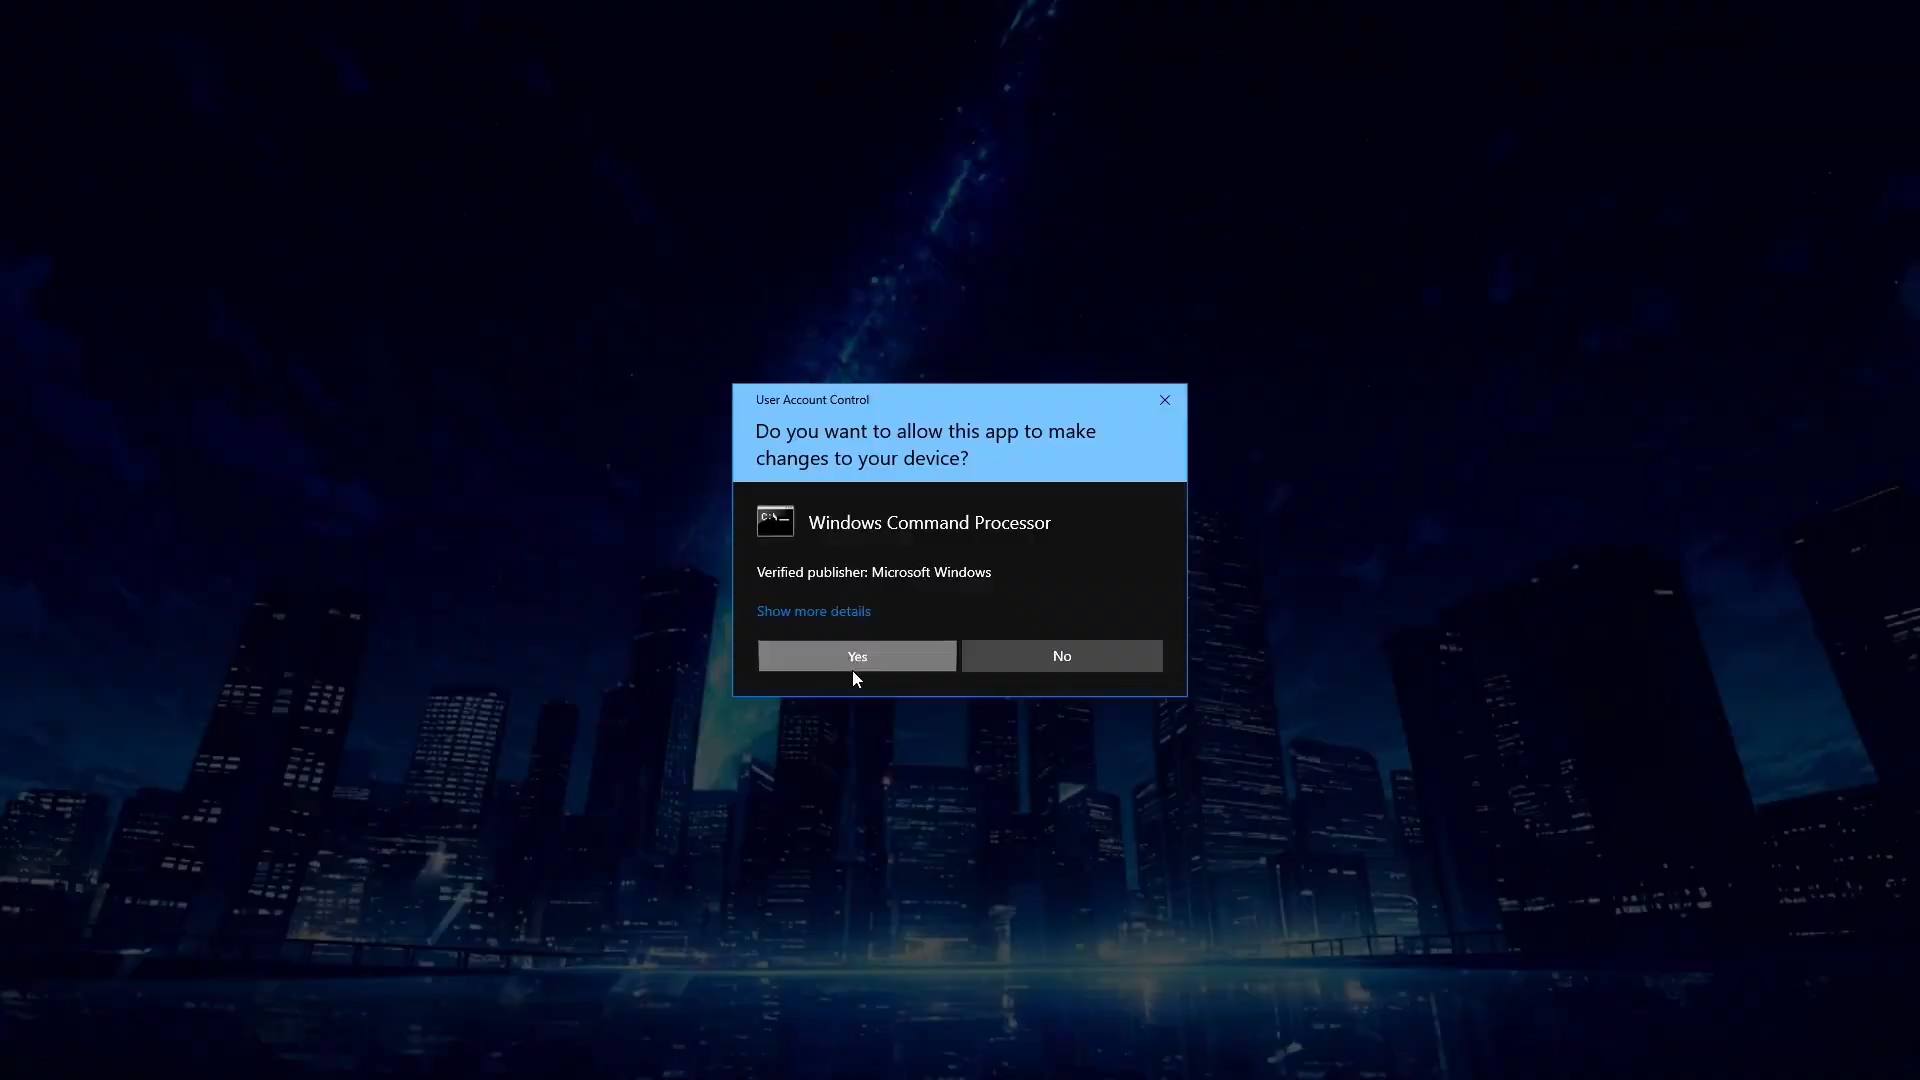 User Account Control
Do you want to allow this app to make
changes to your device?
C:\_
Windows Command Processor
Verified publisher: Microsoft Windows
Show more details
Yes
No